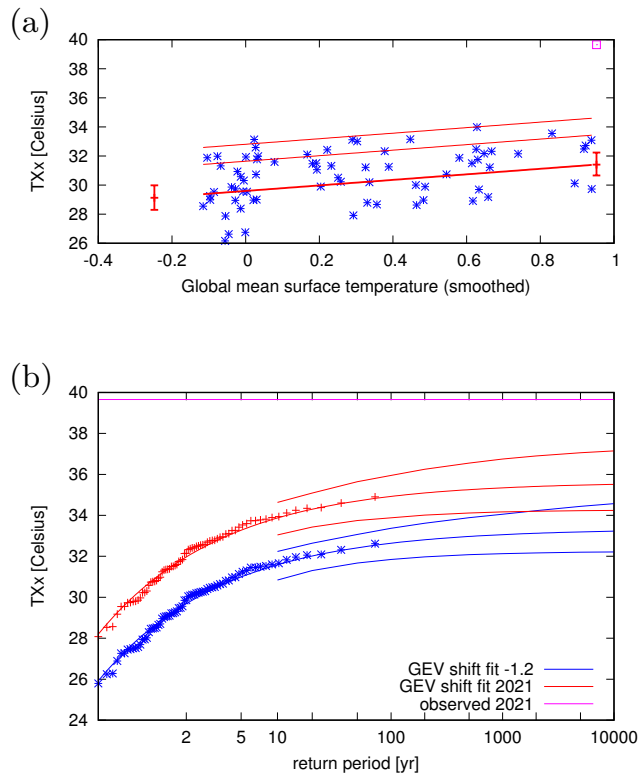 (a)
TXx [Celsius]
40
38
36
34
32
30
28
26
-0.4 -0.2 0 0.2 0.4 0.6 0.8 1
Global mean surface temperature (smoothed)
(b)
TXx [Celsius]
40
38
36
34
32
30
28
26
24
GEV shift fit -1.2
GEV shift fit 2021
observed 2021
2 5 10 100 1000 10000
return period [yr]